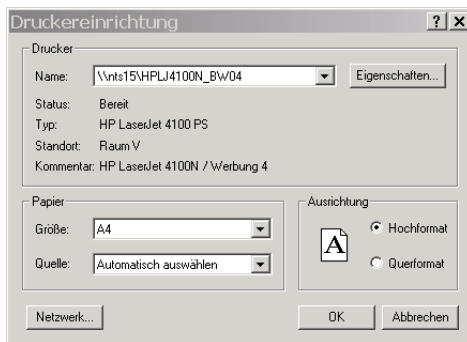 Druckereinrichtung
Drucker
Name: \\nts15\HPLJ4100N_BW04 Eigenschaften...
Status: Bereit
Typ: HP LaserJet 4100 PS
Standort: Raum V
Kommentar: HP LaserJet 4100N / Werbung 4
Papier
Größe: A4
Quelle: Automatisch auswählen
Ausrichtung
A
Hochformat
Querformat
Netzwerk... OK Abbrechen